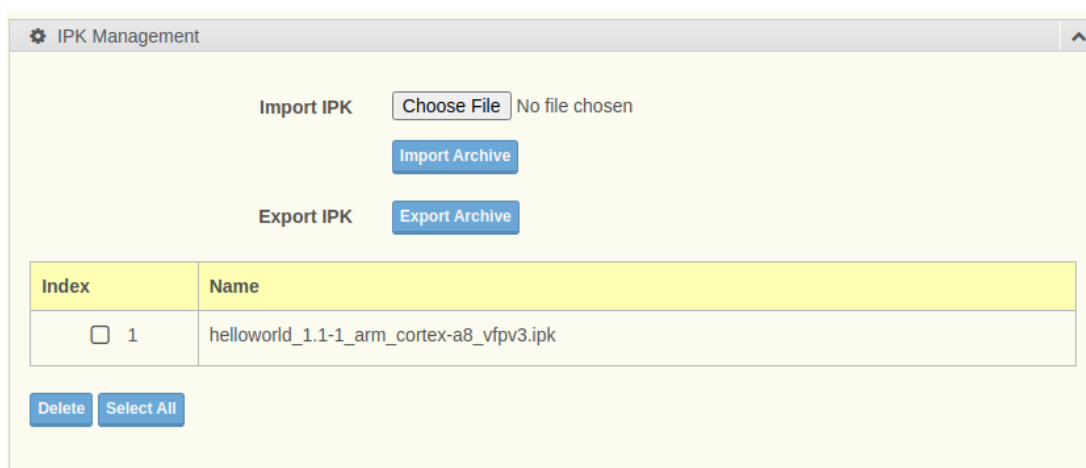 IPK Management
Import IPK Choose File No file chosen
Import Archive
Export IPK Export Archive
Index Name
1 helloworld_1.1-1_arm_cortex-a8_vfpv3.ipk
Delete Select All